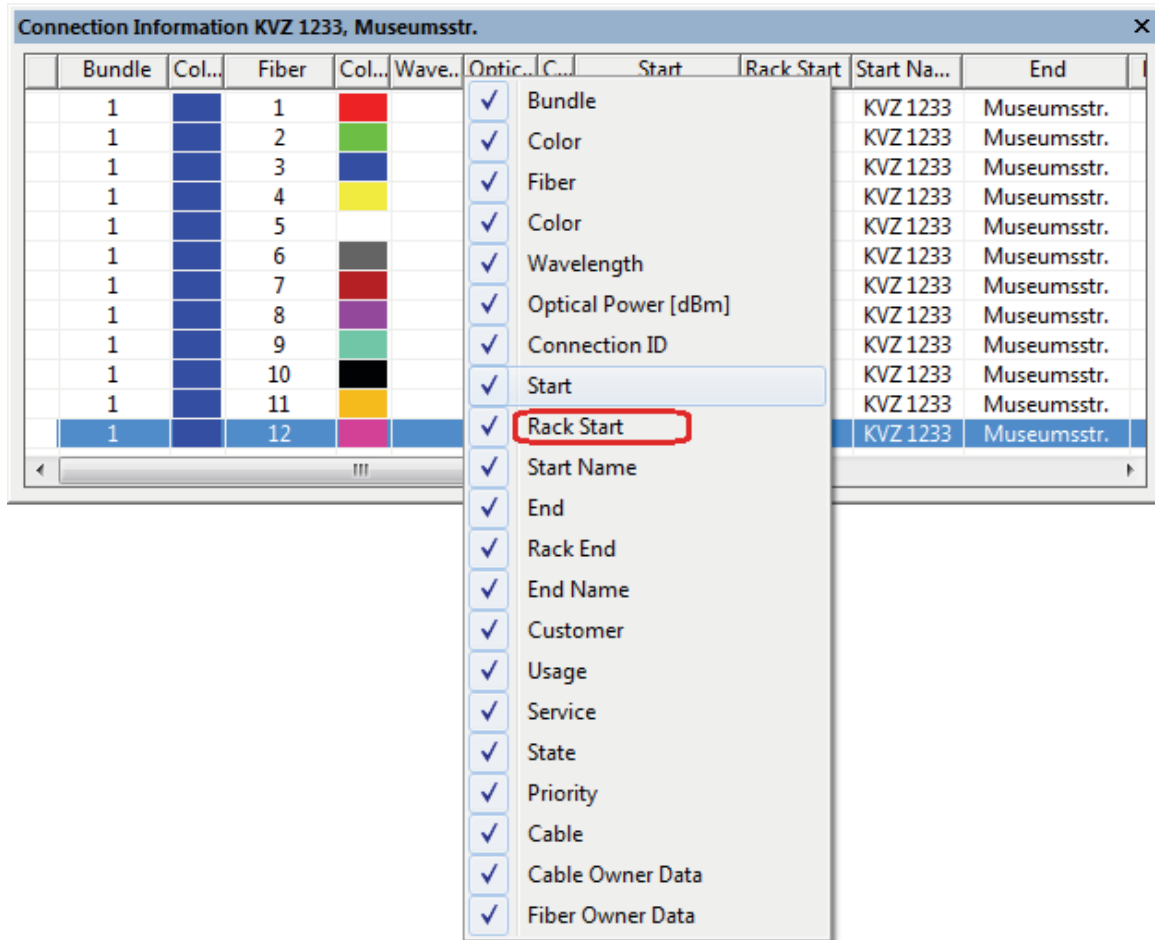 Connection Information KVZ 1233, Museumsstr.
Bundle Col... Fiber Col... Wave... Optic... C... Start Rack Start Start Na... End
1 1 KVZ 1233 Museumsstr.
1 2 KVZ 1233 Museumsstr.
1 3 KVZ 1233 Museumsstr.
1 4 KVZ 1233 Museumsstr.
1 5 KVZ 1233 Museumsstr.
1 6 KVZ 1233 Museumsstr.
1 7 KVZ 1233 Museumsstr.
1 8 KVZ 1233 Museumsstr.
1 9 KVZ 1233 Museumsstr.
1 10 KVZ 1233 Museumsstr.
1 11 KVZ 1233 Museumsstr.
1 12 KVZ 1233 Museumsstr.
Bundle
Color
Fiber
Color
Wavelength
Optical Power [dBm]
Connection ID
Start
Rack Start
Start Name
End
Rack End
End Name
Customer
Usage
Service
State
Priority
Cable
Cable Owner Data
Fiber Owner Data